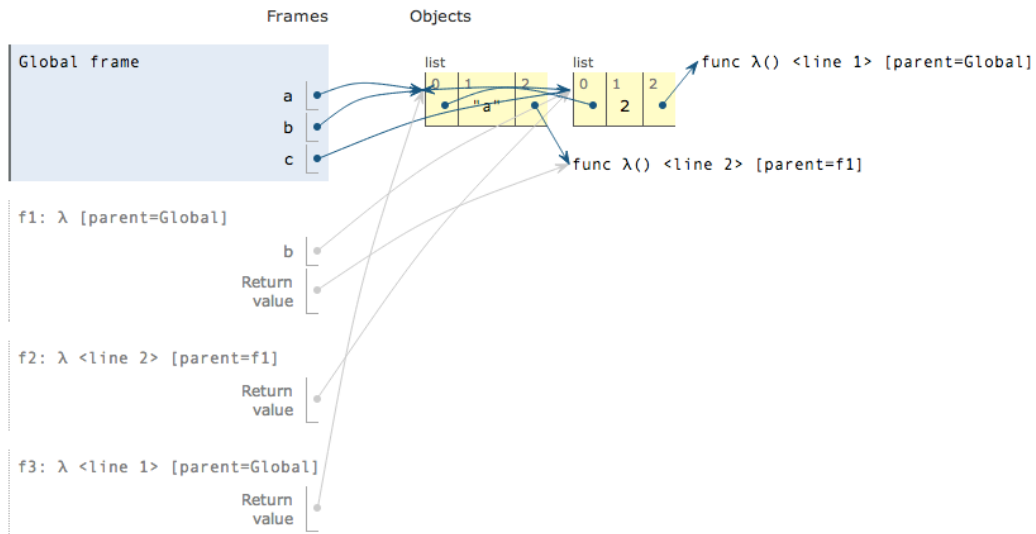 Frames Objects
Global frame
a
b
c
list
0 1 2
"a"
list
0 1 2
2
func λ() <line 1> [parent=Global]
func λ() <line 2> [parent=f1]
f1: λ [parent=Global]
b
Return
value
f2: λ <line 2> [parent=f1]
Return
value
f3: λ <line 1> [parent=Global]
Return
value